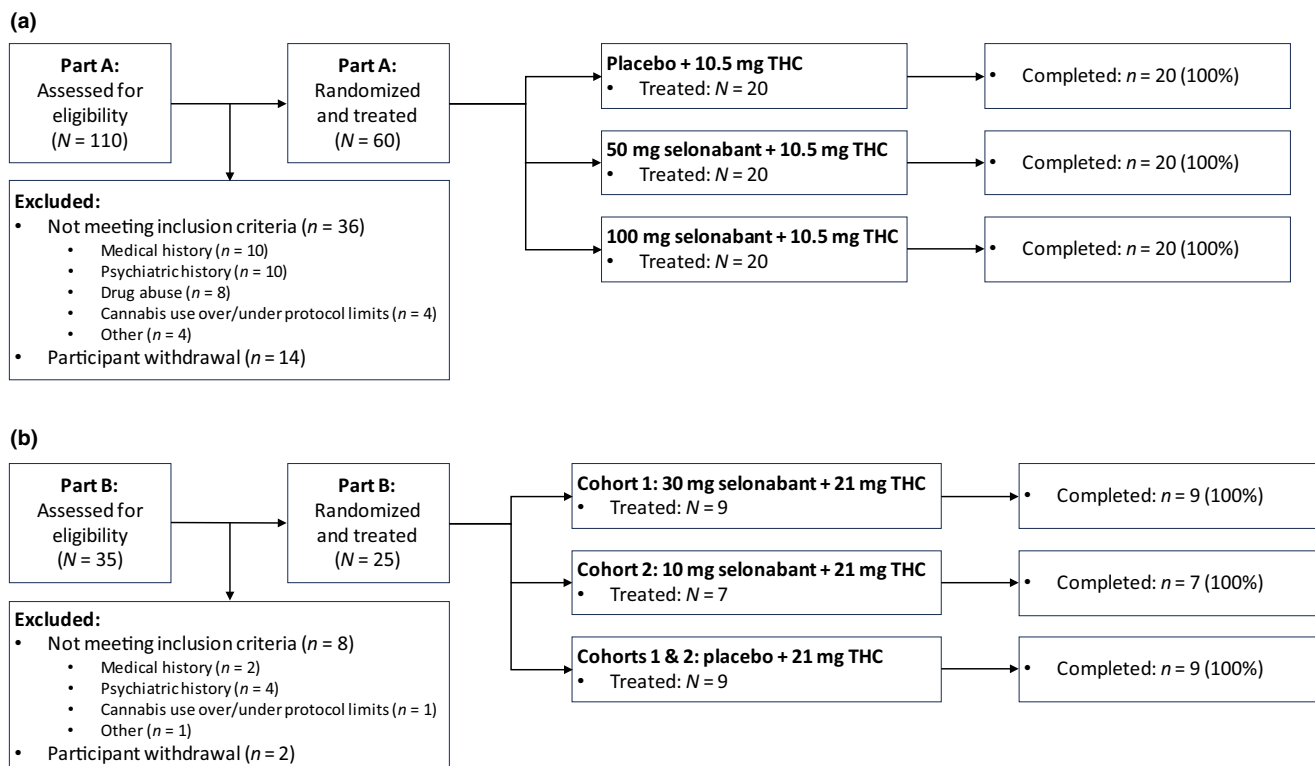 (a)
Part A:
Assessed for
eligibility
(N = 110)
Part A:
Randomized
and treated
(N = 60)
Placebo + 10.5 mg THC
• Treated: N = 20
• Completed: n = 20 (100%)
50 mg selonabant + 10.5 mg THC
• Treated: N = 20
• Completed: n = 20 (100%)
100 mg selonabant + 10.5 mg THC
• Treated: N = 20
• Completed: n = 20 (100%)
Excluded:
• Not meeting inclusion criteria (n = 36)
• Medical history (n = 10)
• Psychiatric history (n = 10)
• Drug abuse (n = 8)
• Cannabis use over/under protocol limits (n = 4)
• Other (n = 4)
• Participant withdrawal (n = 14)
(b)
Part B:
Assessed for
eligibility
(N = 35)
Part B:
Randomized
and treated
(N = 25)
Cohort 1: 30 mg selonabant + 21 mg THC
• Treated: N = 9
• Completed: n = 9 (100%)
Cohort 2: 10 mg selonabant + 21 mg THC
• Treated: N = 7
• Completed: n = 7 (100%)
Cohorts 1 & 2: placebo + 21 mg THC
• Treated: N = 9
• Completed: n = 9 (100%)
Excluded:
• Not meeting inclusion criteria (n = 8)
• Medical history (n = 2)
• Psychiatric history (n = 4)
• Cannabis use over/under protocol limits (n = 1)
• Other (n = 1)
• Participant withdrawal (n = 2)